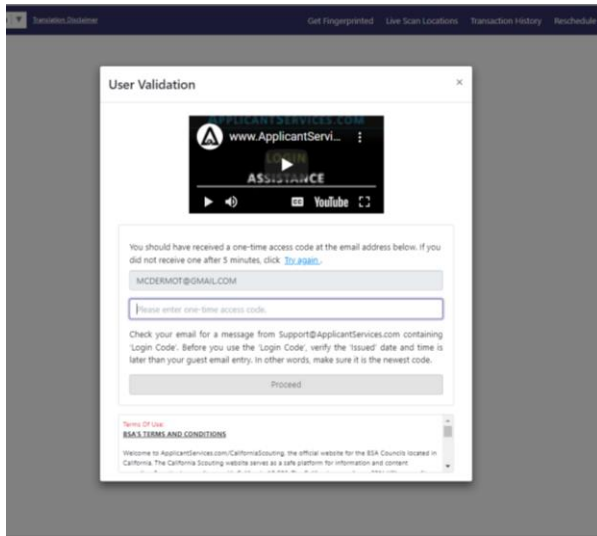 Translation Disclaimer
Get Fingerprinted Live Scan Locations Transaction History Reschedule
User Validation ×
APPLICANTSERVICES.COM
www.ApplicantServi...
LOGIN
ASSISTANCE
CC YouTube
You should have received a one-time access code at the email address below. If you
did not receive one after 5 minutes, click Try again .
MCDERMOT@GMAIL.COM
Please enter one-time access code.
Check your email for a message from Support@ApplicantServices.com containing
'Login Code'. Before you use the 'Login Code', verify the 'Issued' date and time is
later than your guest email entry. In other words, make sure it is the newest code.
Proceed
Terms Of Use:
BSA'S TERMS AND CONDITIONS
Welcome to ApplicantServices.com/CaliforniaScouting, the official website for the BSA Councils located in
California. The California Scouting website serves as a safe platform for information and content